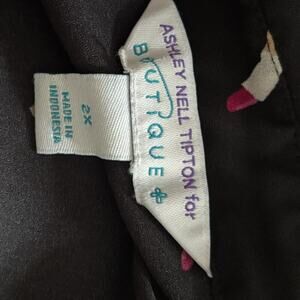 ASHLEY NELL TIPTON for
BOUTIQUE +
2X
MADE IN
INDONESIA